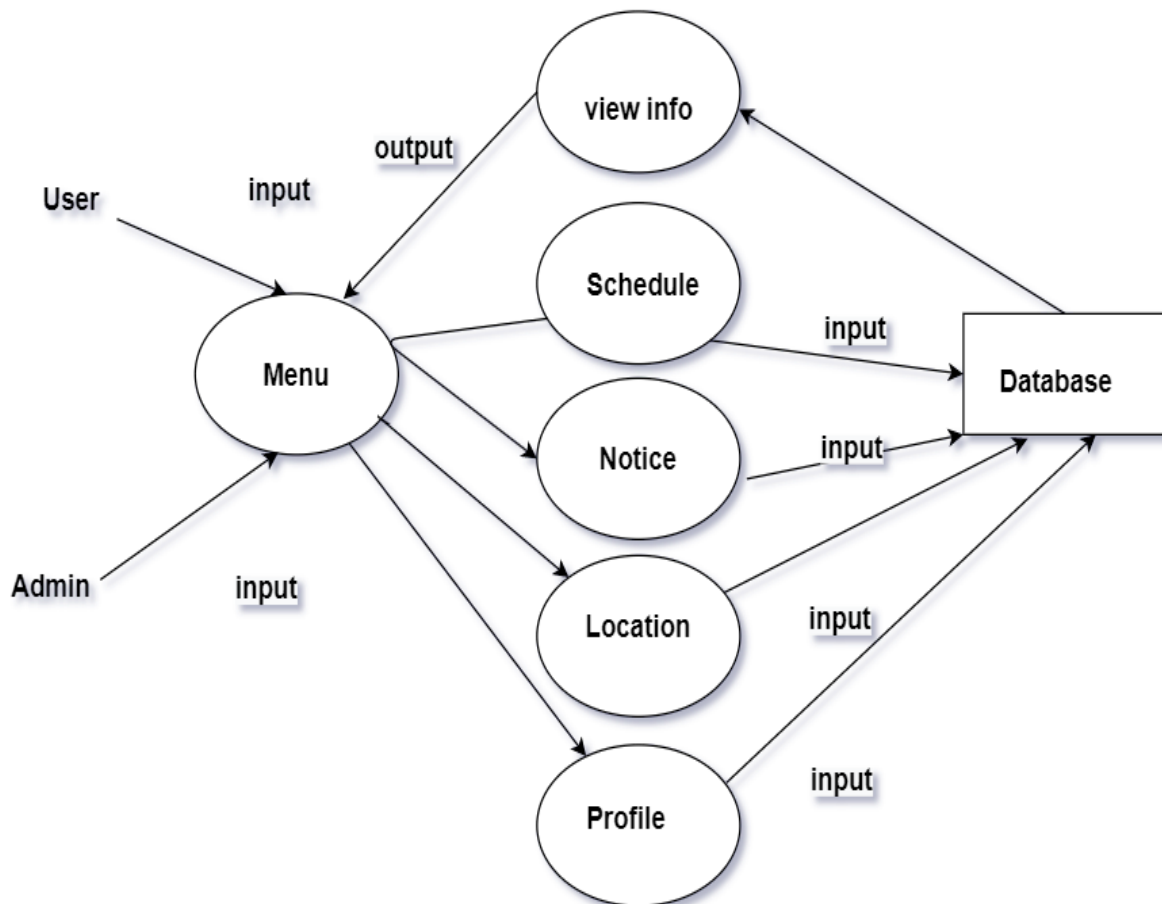 view info
output
input
User
Schedule
input
Menu
Database
Notice
input
Location
Admin
input
input
Profile
input